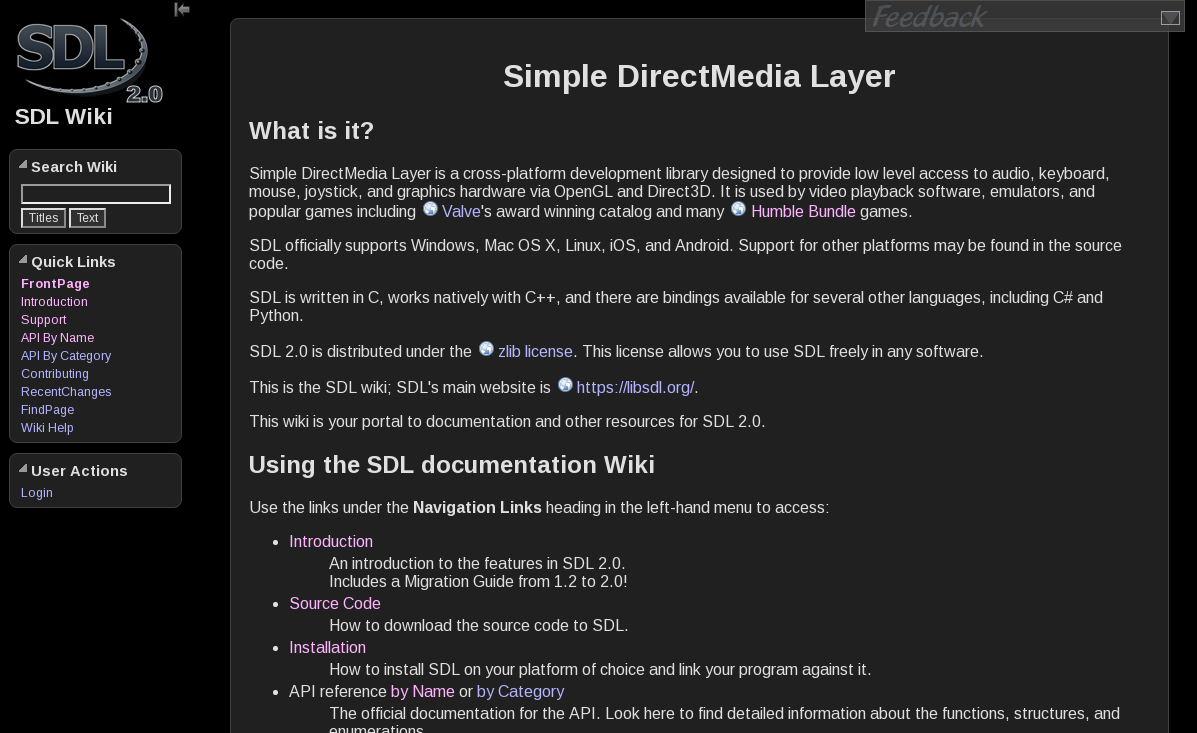 SDL
2.0
SDL Wiki
Search Wiki
Titles Text
Quick Links
FrontPage
Introduction
Support
API By Name
API By Category
Contributing
RecentChanges
FindPage
Wiki Help
User Actions
Login
Feedback
Simple DirectMedia Layer
What is it?
Simple DirectMedia Layer is a cross-platform development library designed to provide low level access to audio, keyboard,
mouse, joystick, and graphics hardware via OpenGL and Direct3D. It is used by video playback software, emulators, and
popular games including Valve's award winning catalog and many Humble Bundle games.
SDL officially supports Windows, Mac OS X, Linux, iOS, and Android. Support for other platforms may be found in the source
code.
SDL is written in C, works natively with C++, and there are bindings available for several other languages, including C# and
Python.
SDL 2.0 is distributed under the zlib license. This license allows you to use SDL freely in any software.
This is the SDL wiki; SDL's main website is https://libsdl.org/.
This wiki is your portal to documentation and other resources for SDL 2.0.
Using the SDL documentation Wiki
Use the links under the Navigation Links heading in the left-hand menu to access:
• Introduction
An introduction to the features in SDL 2.0.
Includes a Migration Guide from 1.2 to 2.0!
• Source Code
How to download the source code to SDL.
• Installation
How to install SDL on your platform of choice and link your program against it.
• API reference by Name or by Category
The official documentation for the API. Look here to find detailed information about the functions, structures, and
enumerations